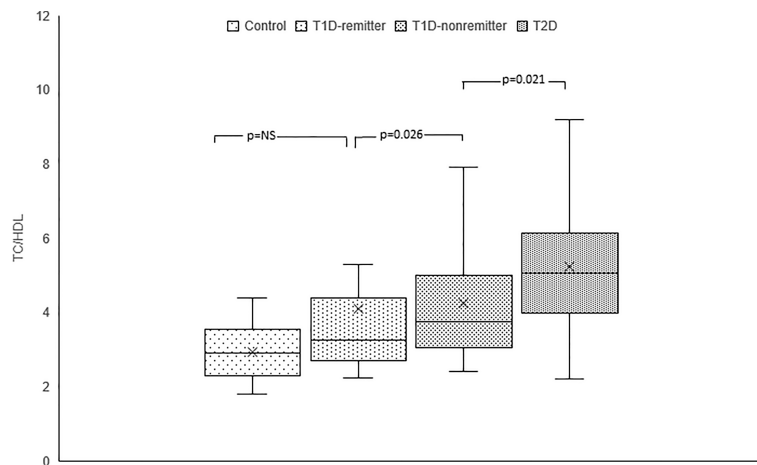 12
Control T1D-remitter T1D-nonremitter T2D
10
p=0.021
p=NS
p=0.026
8
6
TC/HDL
4
2
0